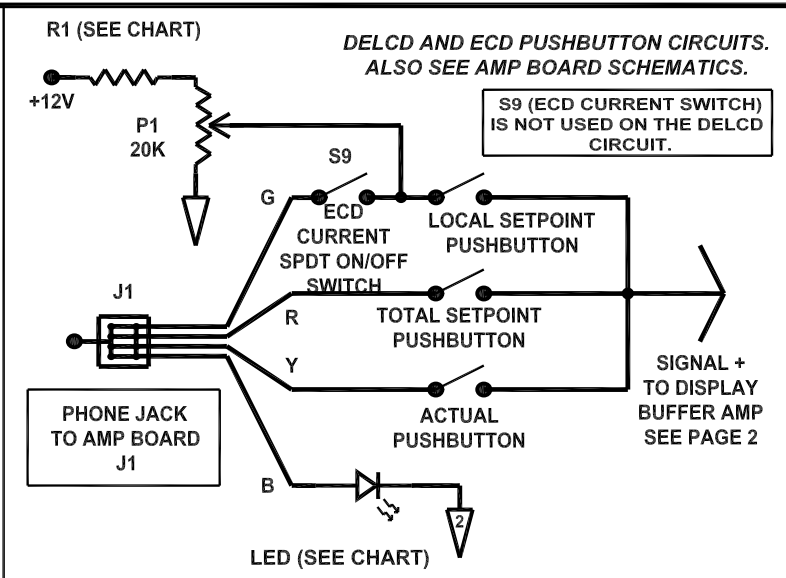 R1 (SEE CHART)
DELCD AND ECD PUSHBUTTON CIRCUITS.
ALSO SEE AMP BOARD SCHEMATICS.
+12V
P1
20K
S9 (ECD CURRENT SWITCH)
IS NOT USED ON THE DELCD
CIRCUIT.
S9
G
ECD
CURRENT
SPDT ON/OFF
SWITCH
LOCAL SETPOINT
PUSHBUTTON
J1
R
TOTAL SETPOINT
PUSHBUTTON
Y
ACTUAL
PUSHBUTTON
SIGNAL +
TO DISPLAY
BUFFER AMP
SEE PAGE 2
PHONE JACK
TO AMP BOARD
J1
B
2
LED (SEE CHART)